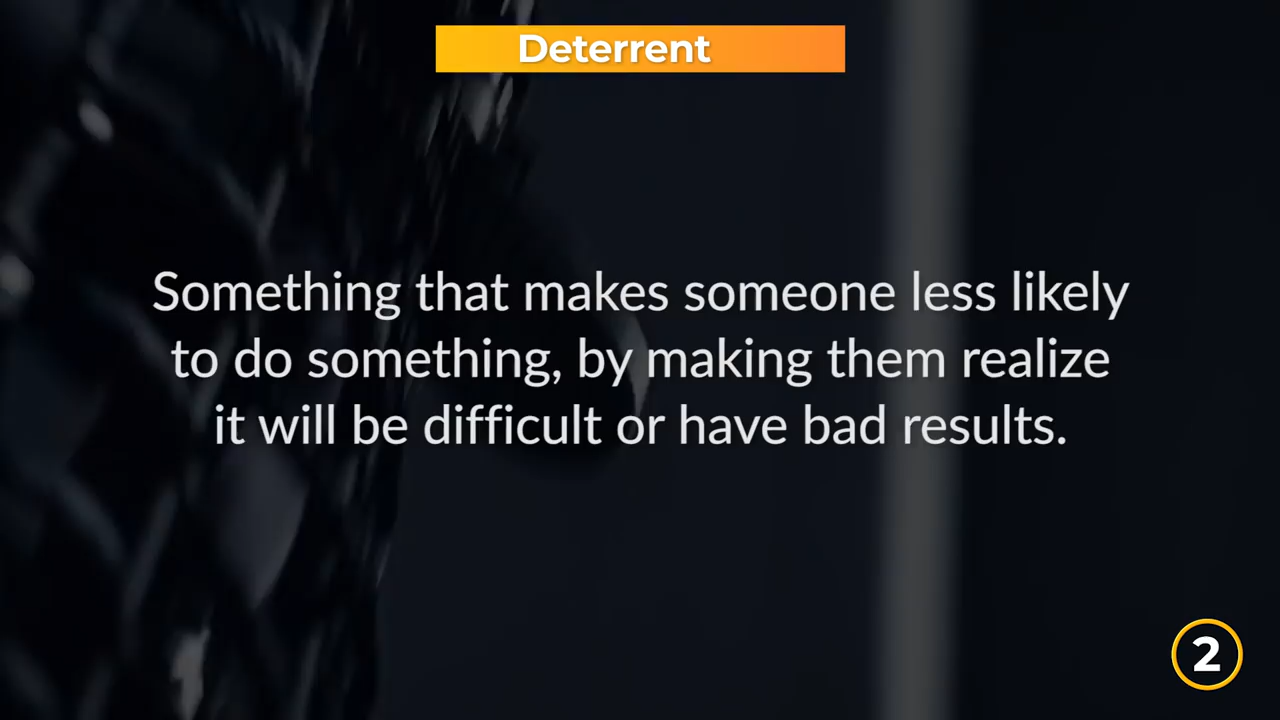 Deterrent
Something that makes someone less likely
to do something, by making them realize
it will be difficult or have bad results.
2